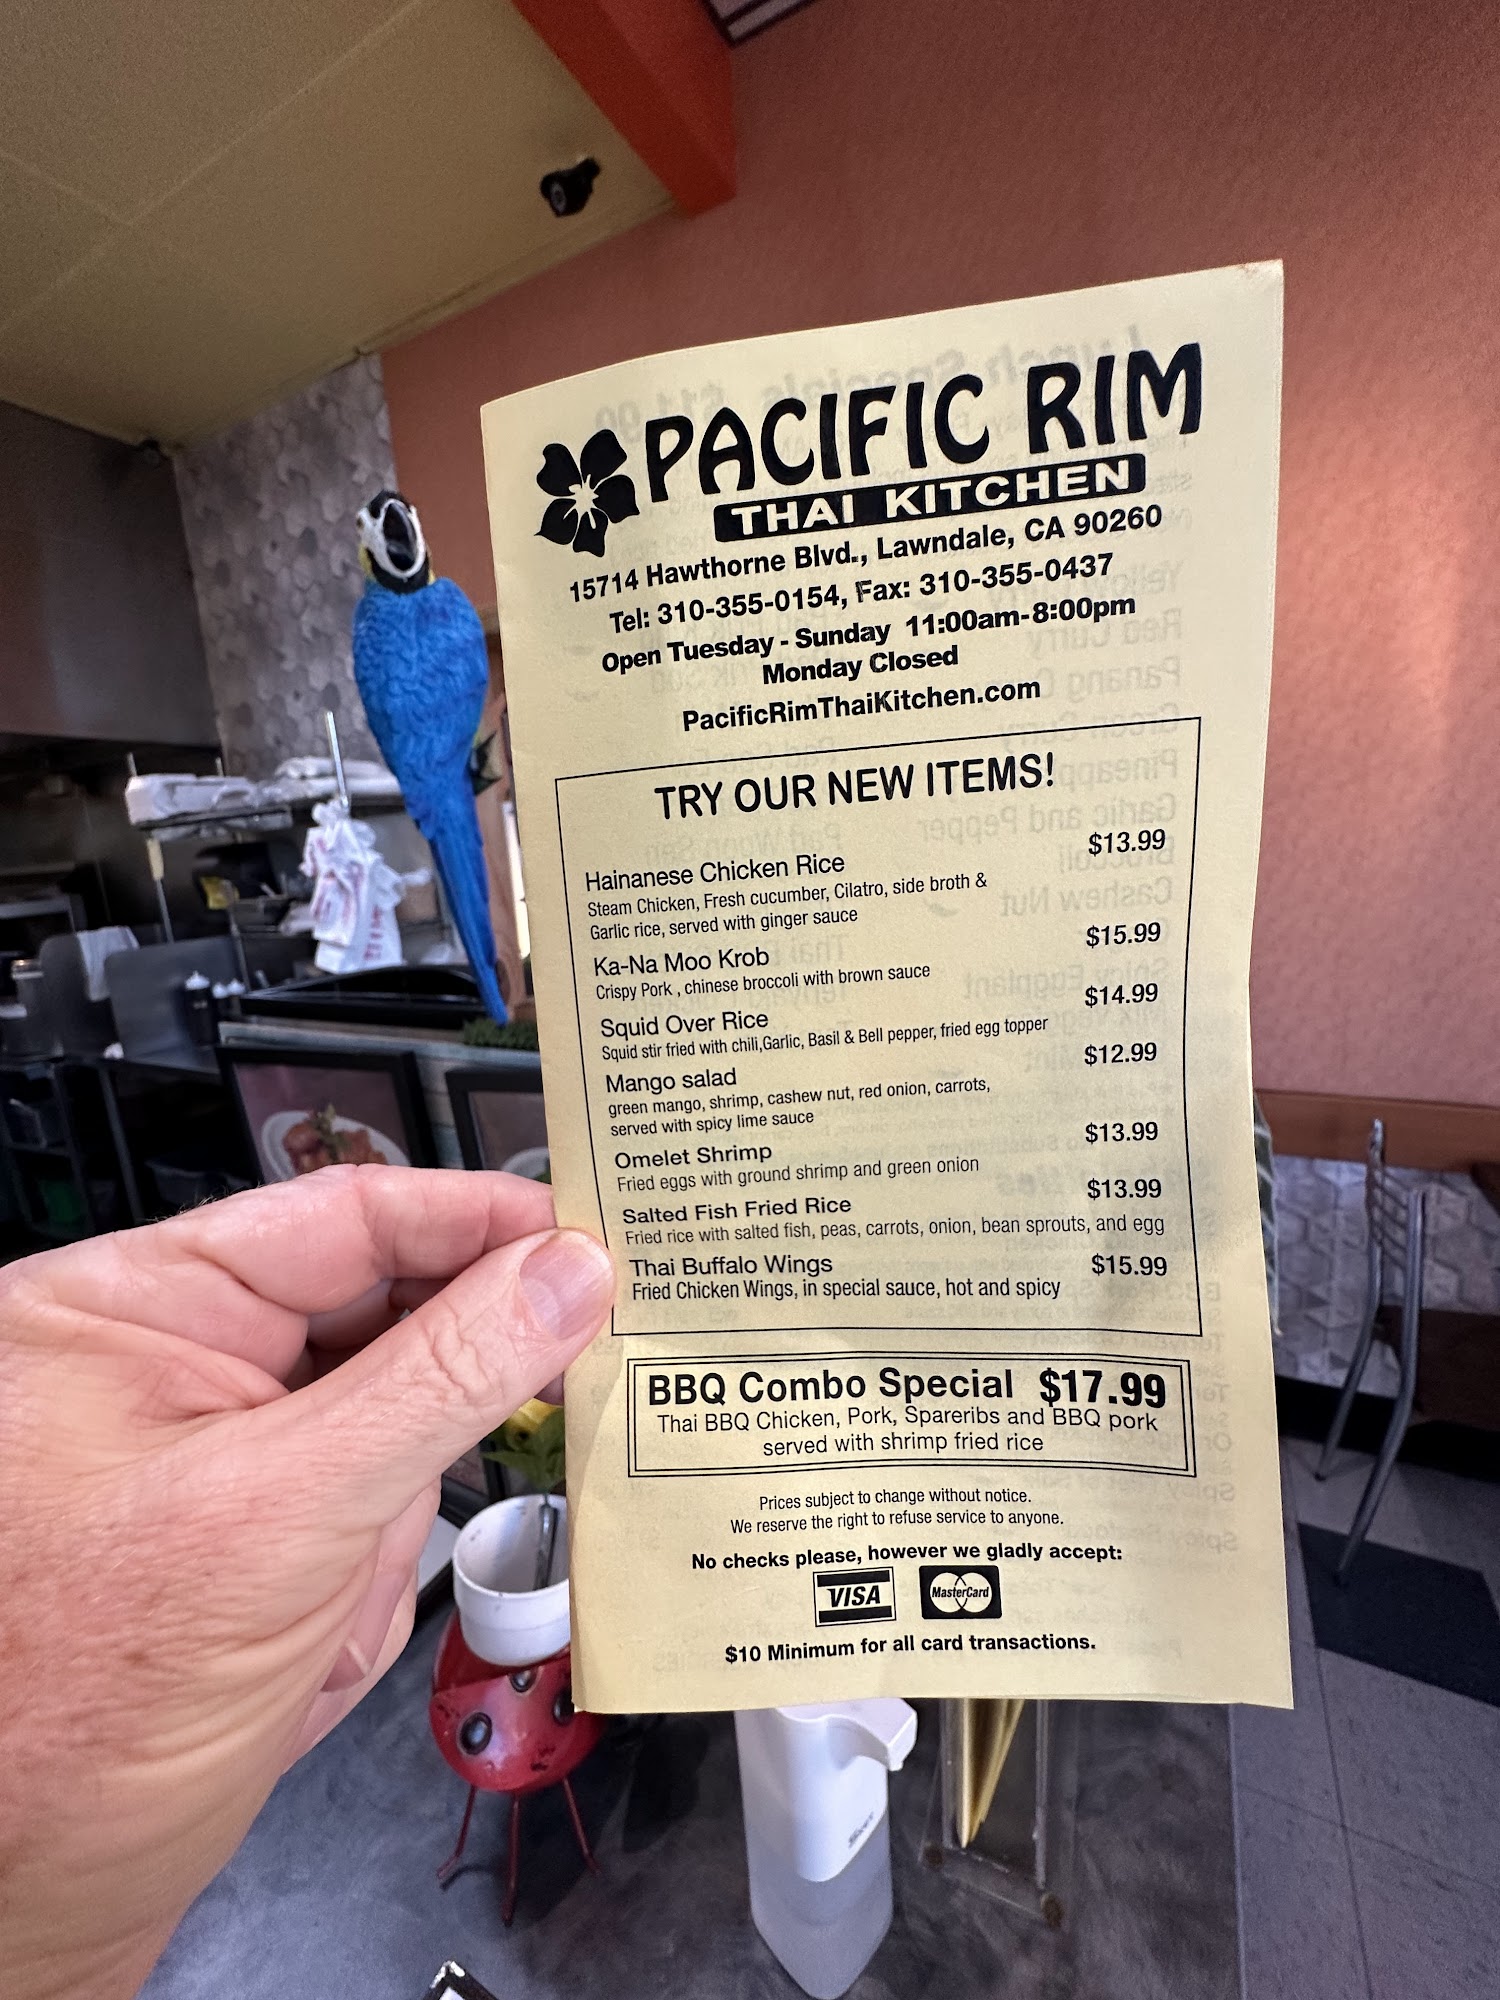 PACIFIC RIM
THAI KITCHEN
15714 Hawthorne Blvd., Lawndale, CA 90260
Tel: 310-355-0154, Fax: 310-355-0437
Open Tuesday - Sunday 11:00am-8:00pm
Monday Closed
PacificRimThaiKitchen.com
TRY OUR NEW ITEMS!
Hainanese Chicken Rice $13.99
Steam Chicken, Fresh cucumber, Cilatro, side broth &
Garlic rice, served with ginger sauce
Ka-Na Moo Krob $15.99
Crispy Pork , chinese broccoli with brown sauce
Squid Over Rice $14.99
Squid stir fried with chili,Garlic, Basil & Bell pepper, fried egg topper
Mango salad $12.99
green mango, shrimp, cashew nut, red onion, carrots,
served with spicy lime sauce
Omelet Shrimp $13.99
Fried eggs with ground shrimp and green onion
Salted Fish Fried Rice $13.99
Fried rice with salted fish, peas, carrots, onion, bean sprouts, and egg
Thai Buffalo Wings $15.99
Fried Chicken Wings, in special sauce, hot and spicy
BBQ Combo Special $17.99
Thai BBQ Chicken, Pork, Spareribs and BBQ pork
served with shrimp fried rice
Prices subject to change without notice.
We reserve the right to refuse service to anyone.
No checks please, however we gladly accept:
VISA MasterCard
$10 Minimum for all card transactions.